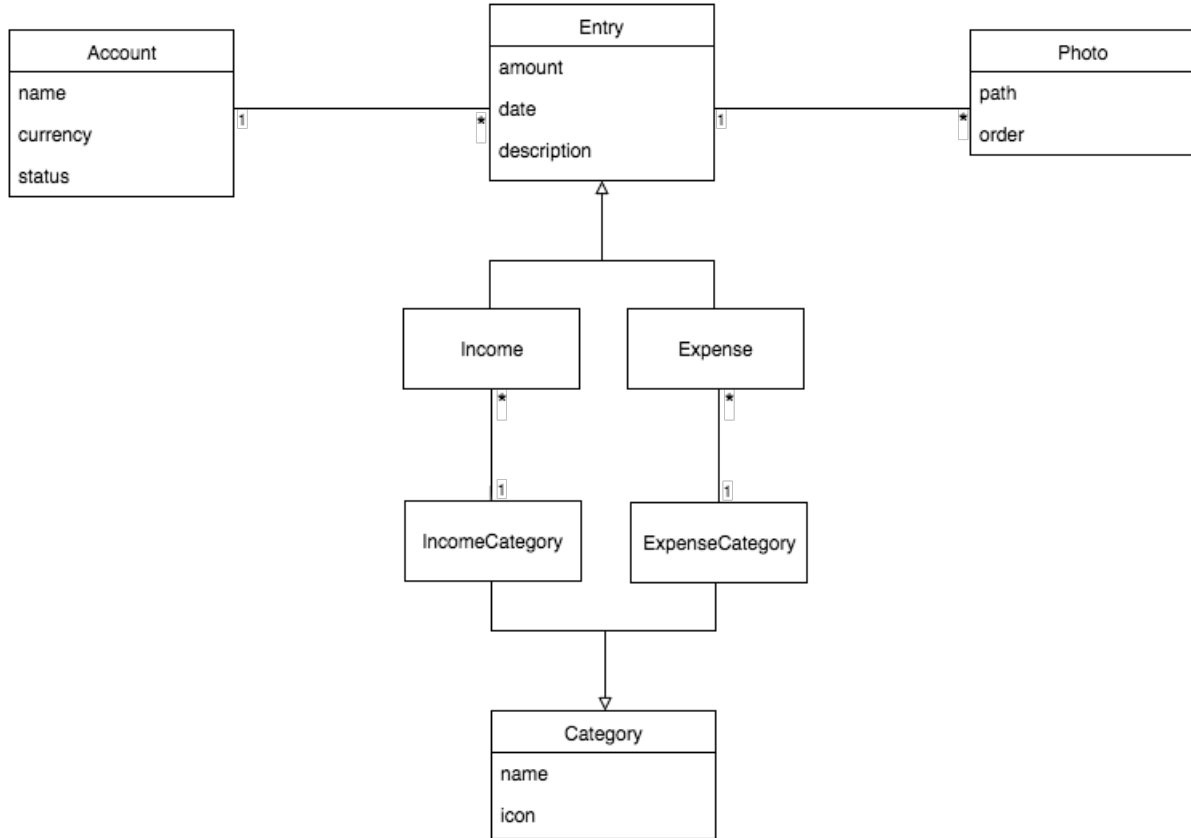 Account
name
currency
status
1
*
Entry
amount
date
description
1
*
Photo
path
order
Income
Expense
*
*
1
1
IncomeCategory
ExpenseCategory
Category
name
icon